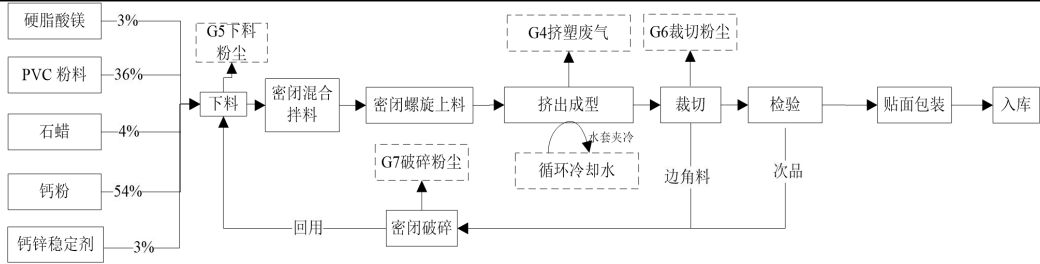 硬脂酸镁
3%
PVC 粉料
36%
石蜡
4%
钙粉
54%
钙锌稳定剂
3%
G5下料
粉尘
下料
密闭混合
拌料
密闭螺旋上料
G4挤塑废气
挤出成型
水套夹冷
循环冷却水
G6裁切粉尘
裁切
检验
贴面包装
入库
边角料
次品
G7破碎粉尘
密闭破碎
回用